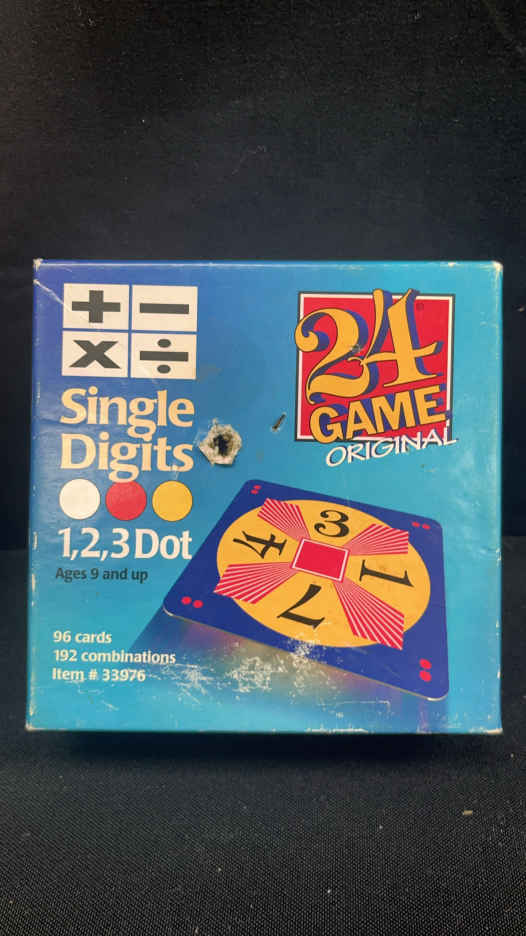 + −
× ÷
24
GAME
ORIGINAL
Single
Digits
1,2,3 Dot
Ages 9 and up
3
4
1
7
96 cards
192 combinations
Item # 33976